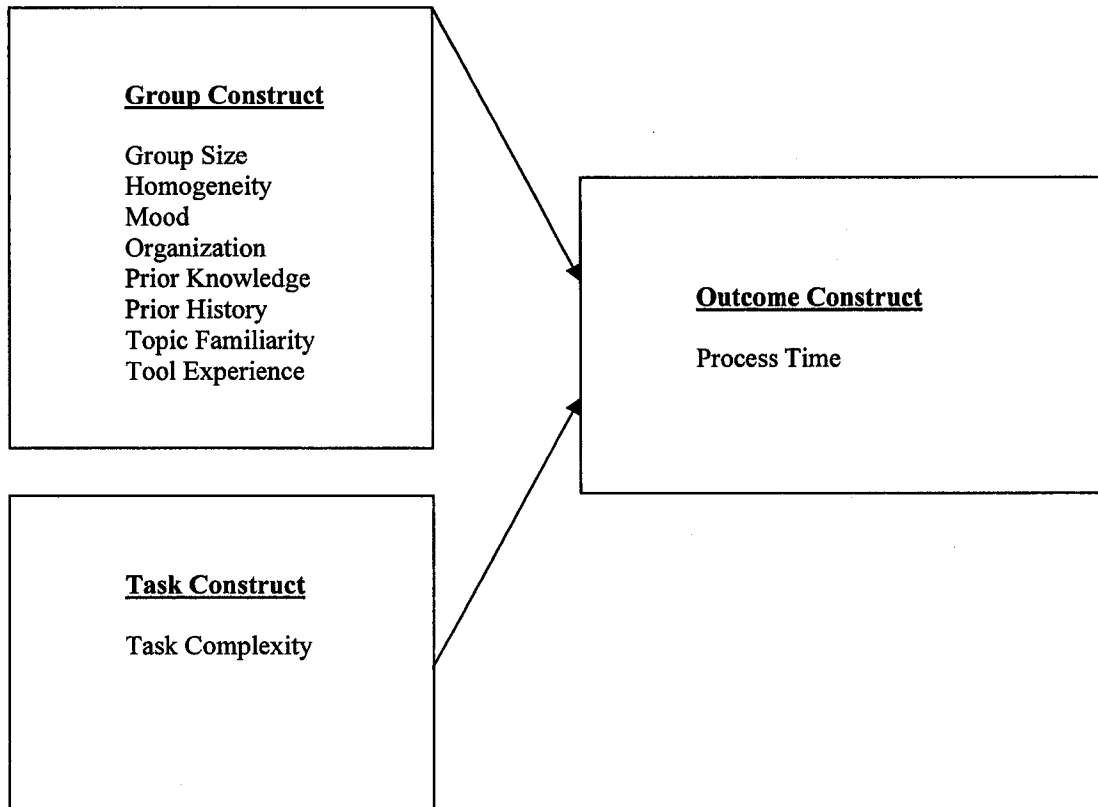 Group Construct
Group Size
Homogeneity
Mood
Organization
Prior Knowledge
Prior History
Topic Familiarity
Tool Experience
Outcome Construct
Process Time
Task Construct
Task Complexity